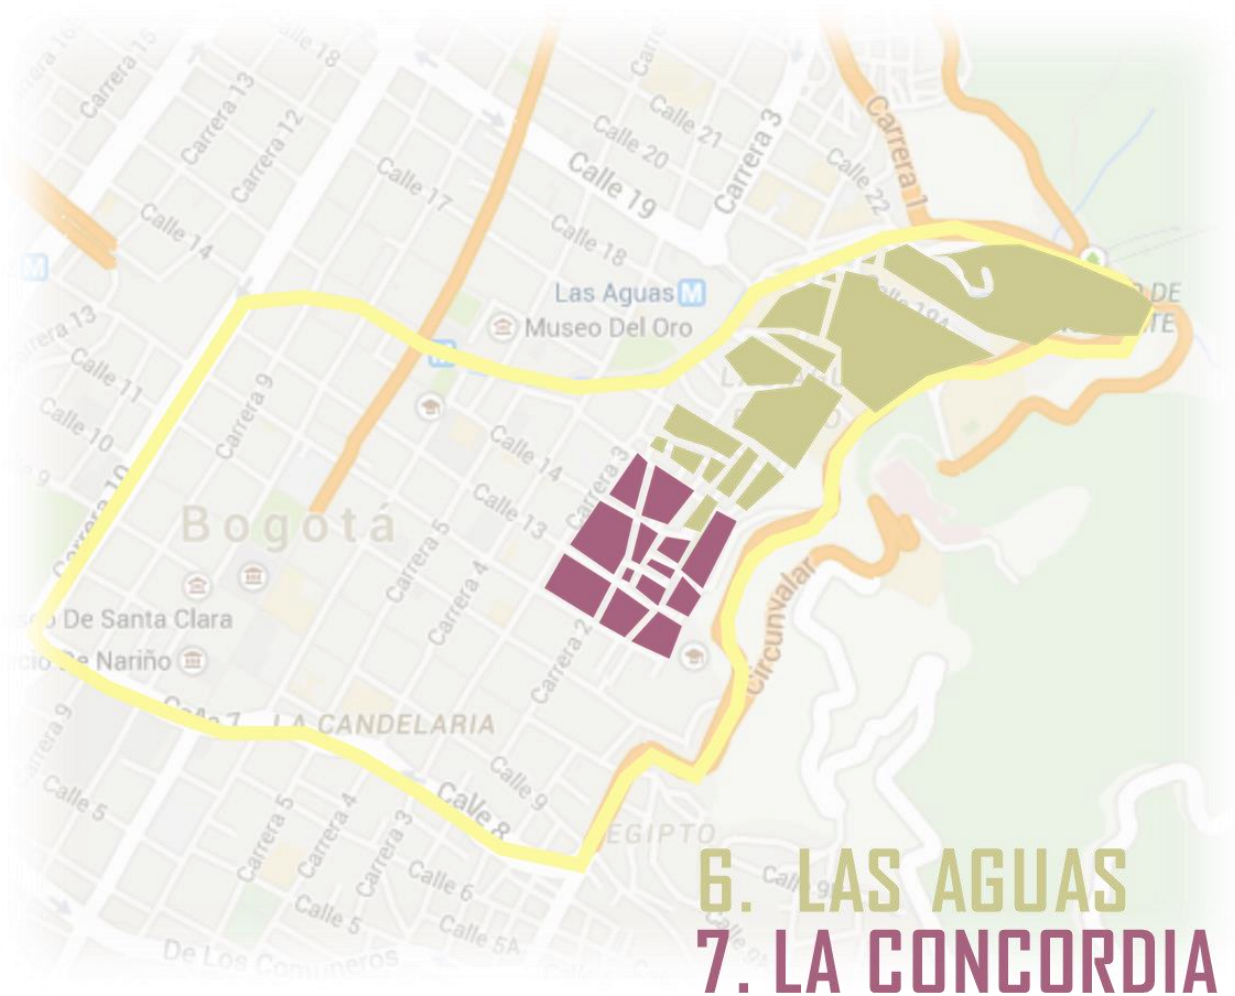 Calle 18
Carrera 15
Carrera 13
Carrera 12
Calle 21
Calle 20
Calle 19
Carrera 3
Calle 22
Carrera 1
Calle 17
Calle 14
Calle 18
Las Aguas M
Museo Del Oro
M
Calle 11
Calle 10
Carrera 9
Carrera 10
Calle 14
Calle 13
Carrera 3
Bogotá
Carrera 5
Carrera 4
De Santa Clara
De Nariño
Carrera 2
Circunvalar
Calle 7
LA CANDELARIA
Carrera 9
Calle 5
Calle 9
Calle 8
EGIPTO
Carrera 5
Carrera 4
Carrera 3
Calle 6
Calle 5
Calle 5A
De Los Comuneros
6. LAS AGUAS
7. LA CONCORDIA